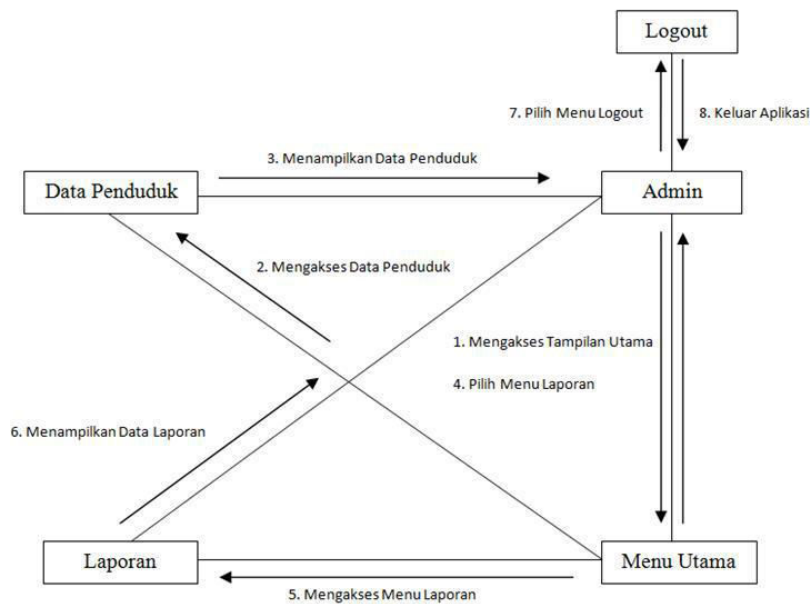 Logout
7. Pilih Menu Logout
8. Keluar Aplikasi
3. Menampilkan Data Penduduk
Data Penduduk
Admin
2. Mengakses Data Penduduk
1. Mengakses Tampilan Utama
4. Pilih Menu Laporan
6. Menampilkan Data Laporan
Laporan
Menu Utama
5. Mengakses Menu Laporan